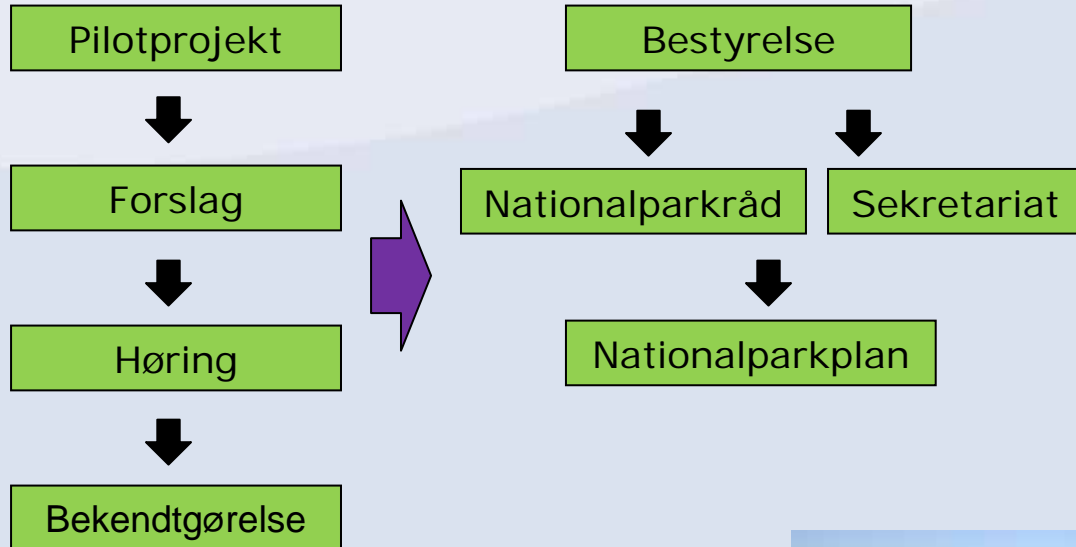 Pilotprojekt
Forslag
Høring
Bekendtgørelse
Bestyrelse
Nationalparkråd
Sekretariat
Nationalparkplan